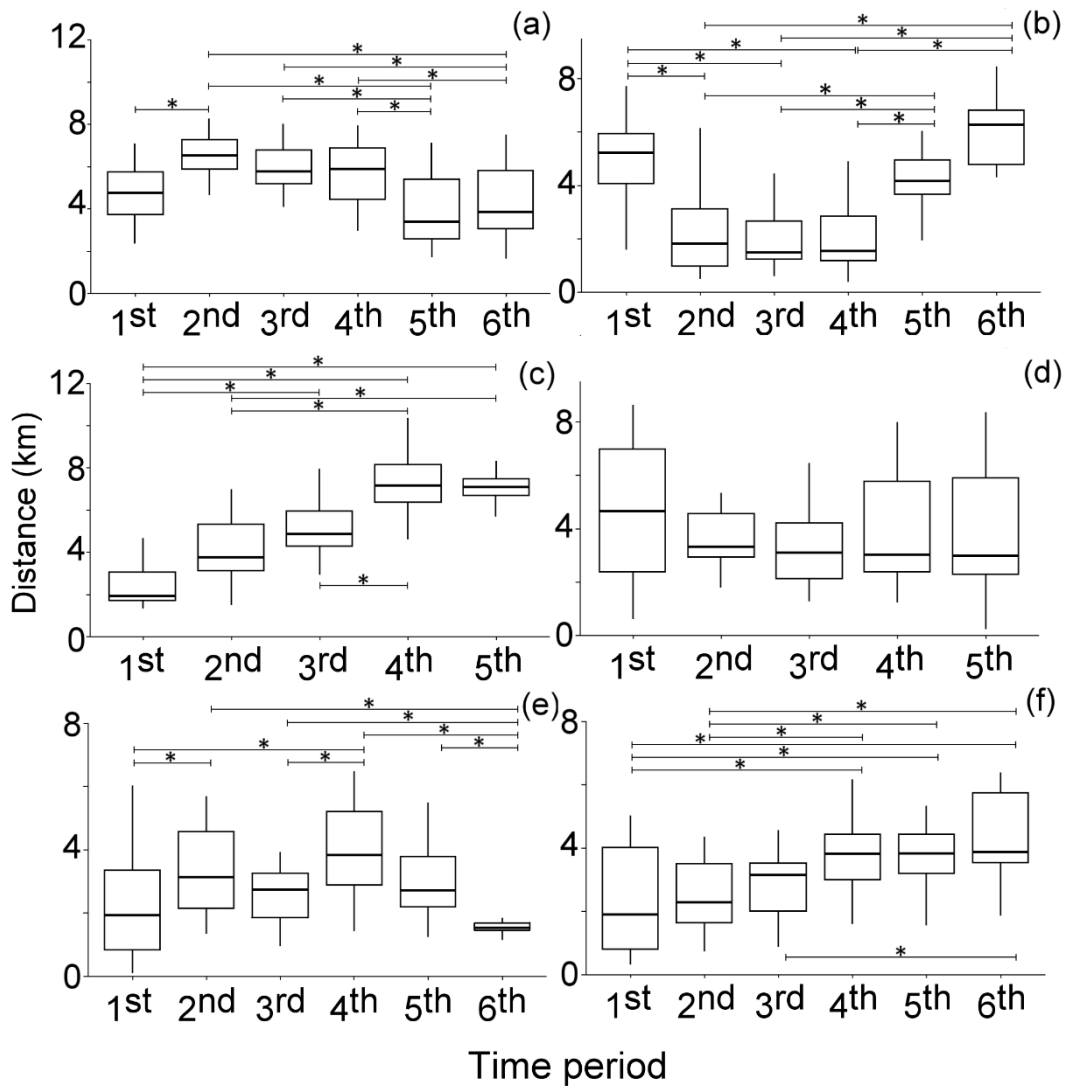 (a)
12
8
4
0
* * * * * * *
1st 2nd 3rd 4th 5th 6th
(b)
8
4
0
* * * * * * * * *
1st 2nd 3rd 4th 5th 6th
Distance (km)
(c)
12
8
4
0
* * * * * *
1st 2nd 3rd 4th 5th
(d)
8
4
0
1st 2nd 3rd 4th 5th
(e)
8
4
0
* * * * * * *
1st 2nd 3rd 4th 5th 6th
(f)
8
4
0
* * * * * * *
1st 2nd 3rd 4th 5th 6th
Time period